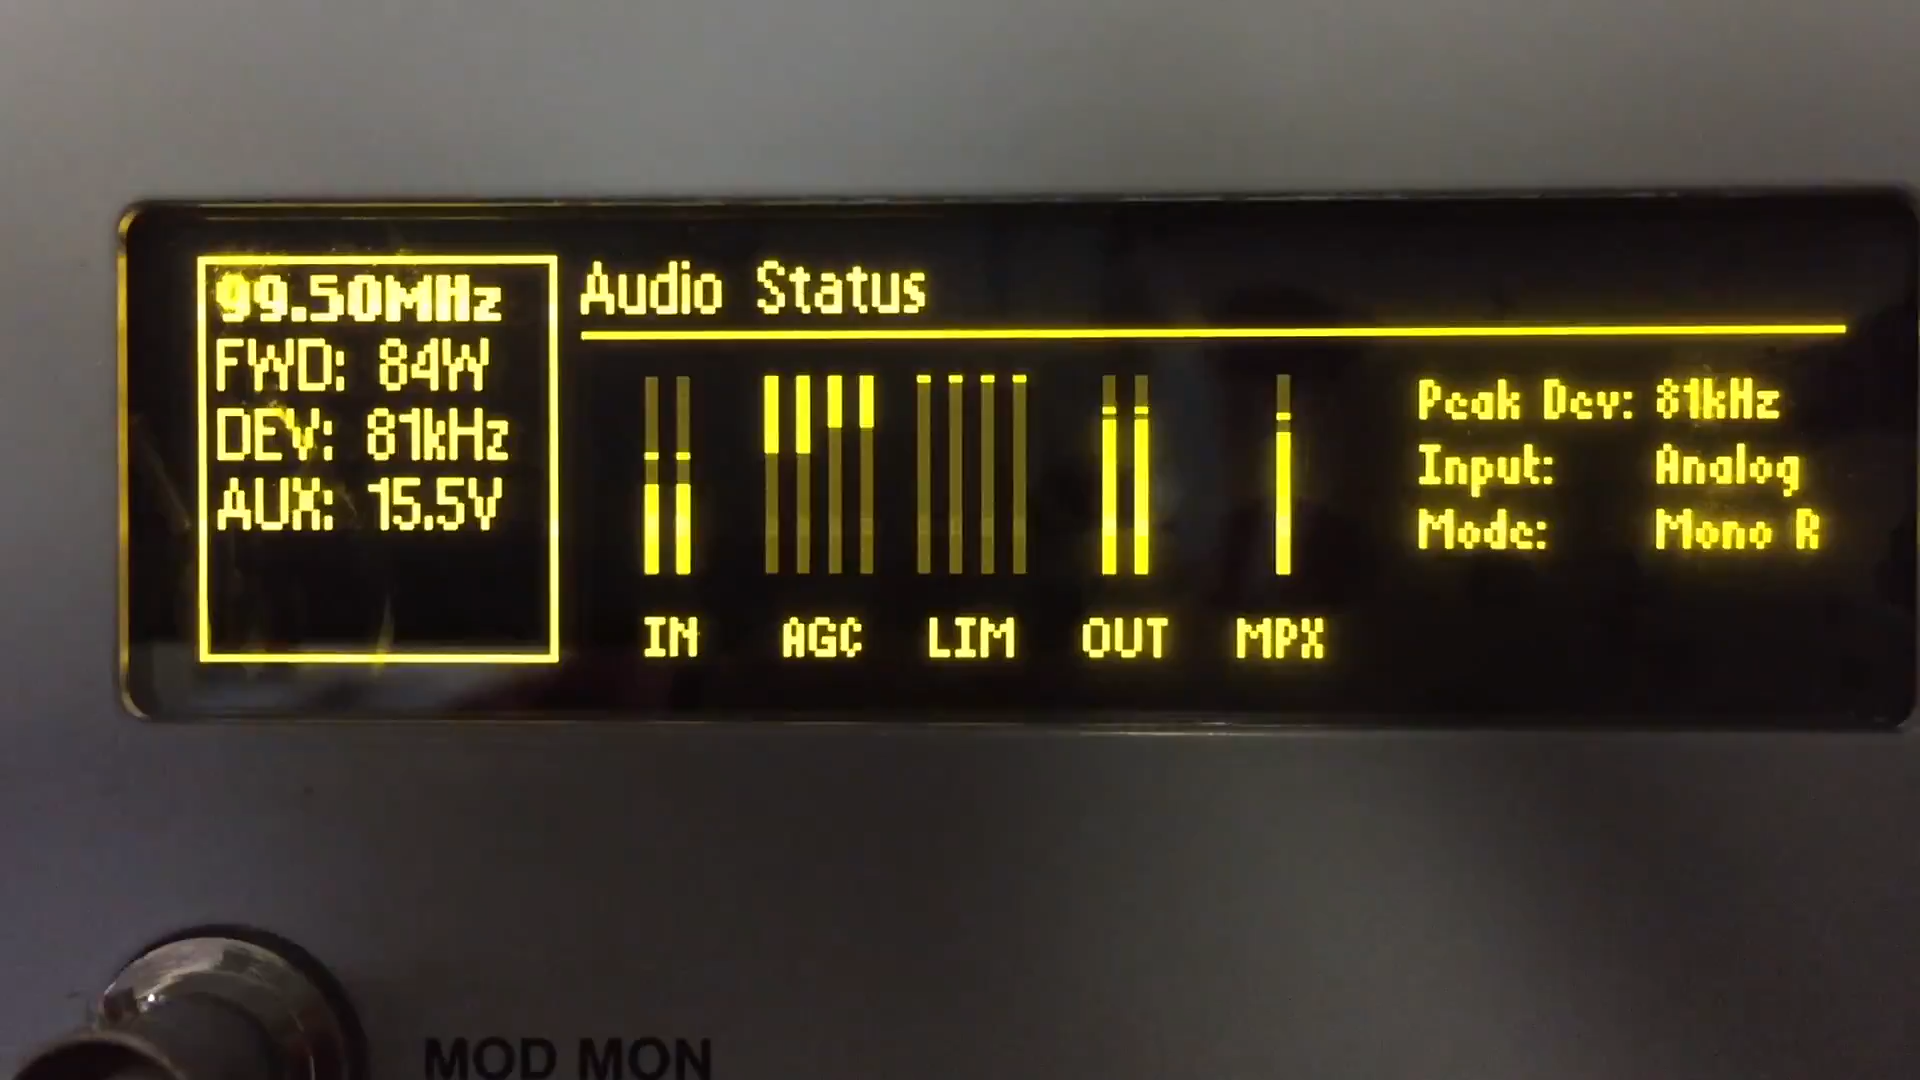 99.50MHz
FWD: 84W
DEV: 81kHz
AUX: 15.5V
Audio Status
IN AGC LIM OUT MPX
Peak Dev: 81kHz
Input: Analog
Mode: Mono R
MOD MON